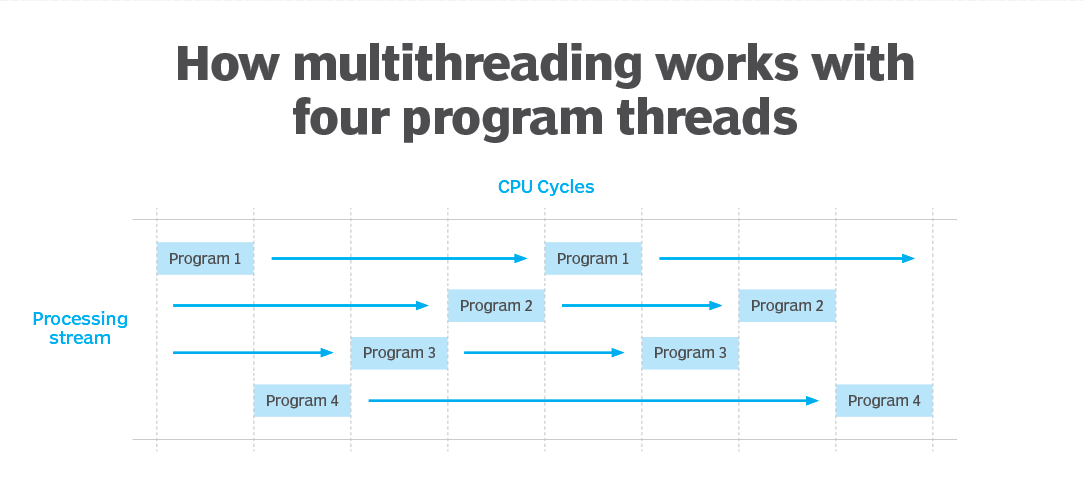 How multithreading works with
four program threads
CPU Cycles
Processing
stream
Program 1
Program 1
Program 2
Program 2
Program 3
Program 3
Program 4
Program 4